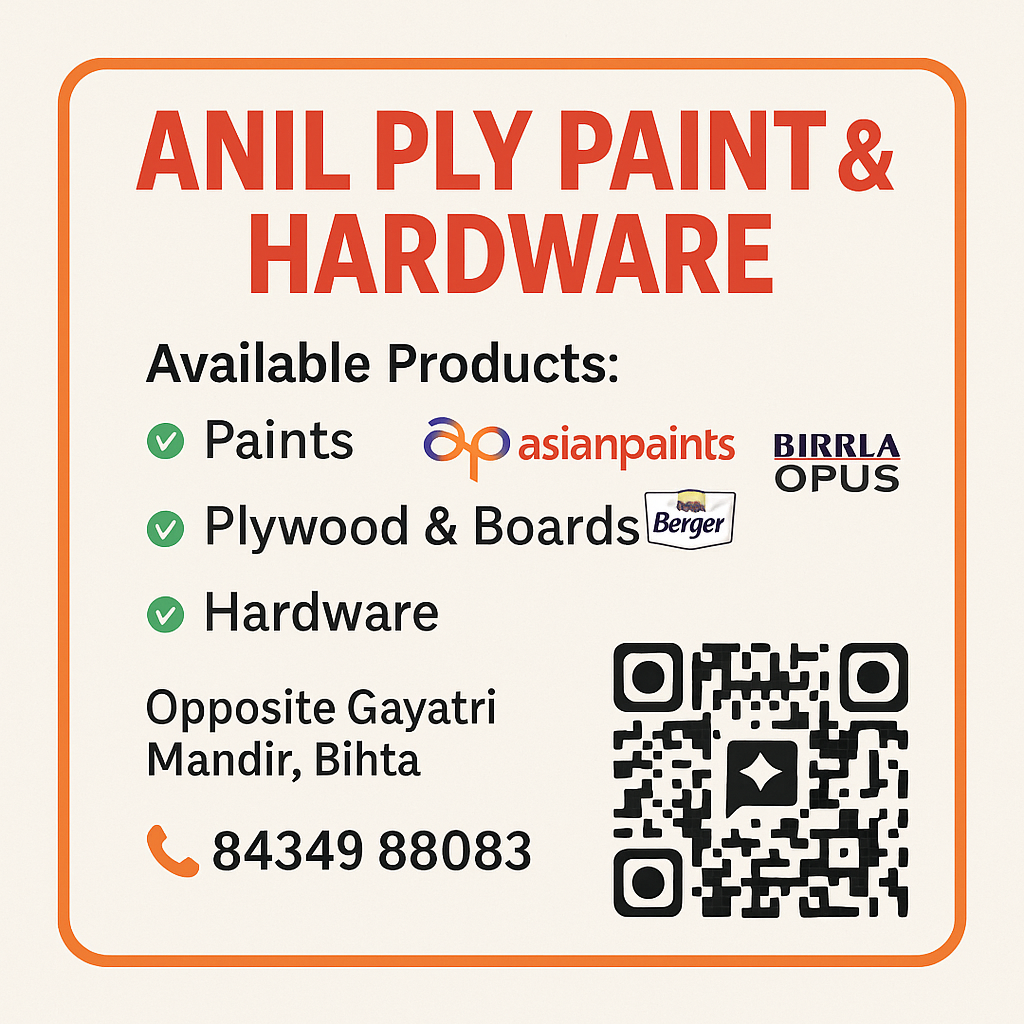 ANIL PLY PAINT &
HARDWARE
Available Products:
Paints
asianpaints
BIRRLA
OPUS
Plywood & Boards
Berger
Hardware
Opposite Gayatri
Mandir, Bihta
84349 88083